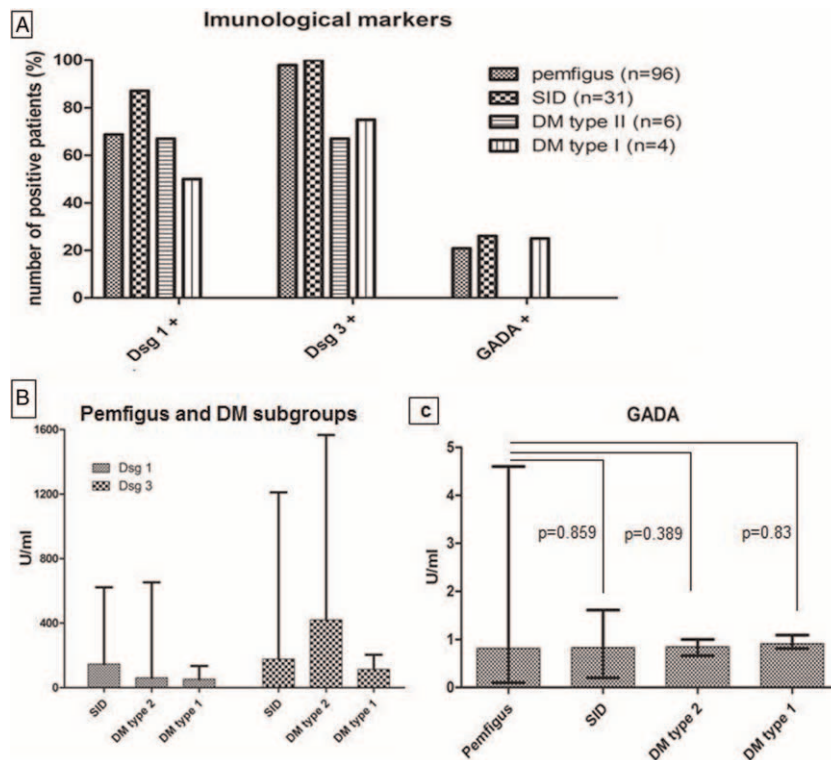 A
Imunological markers
number of positive patients (%)
100
80
60
40
20
0
pemfigus (n=96)
SID (n=31)
DM type II (n=6)
DM type I (n=4)
Dsg 1 +
Dsg 3 +
GADA +
B
Pemfigus and DM subgroups
U/ml
1600
1200
800
400
0
Dsg 1
Dsg 3
SID
DM type 2
DM type 1
SID
DM type 2
DM type 1
c
GADA
U/ml
5
4
3
2
1
0
p=0.859
p=0.389
p=0.83
Pemfigus
SID
DM type 2
DM type 1